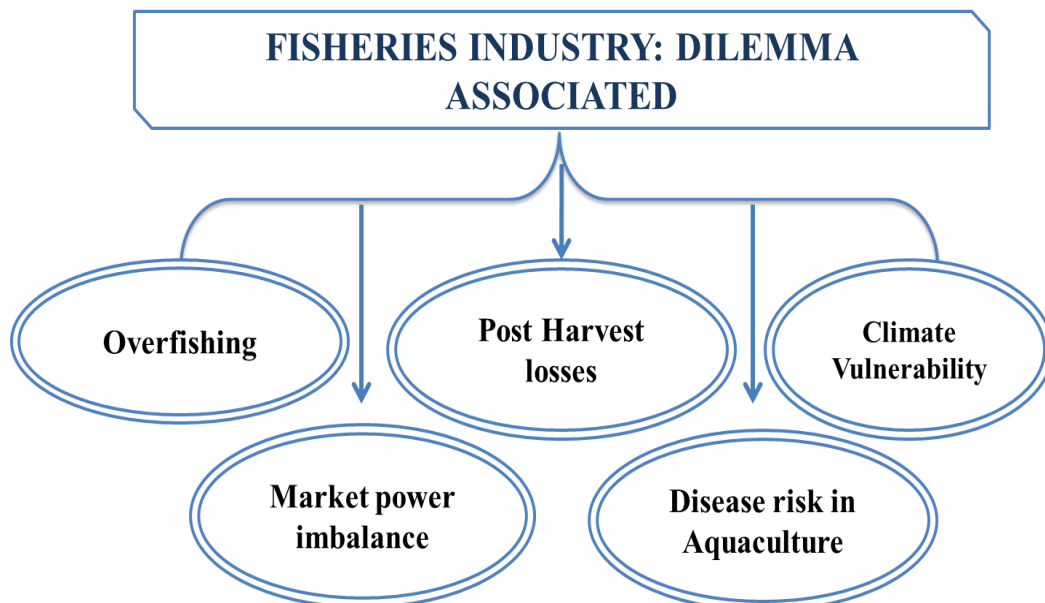 FISHERIES INDUSTRY: DILEMMA
ASSOCIATED
Overfishing
Post Harvest
losses
Climate
Vulnerability
Market power
imbalance
Disease risk in
Aquaculture